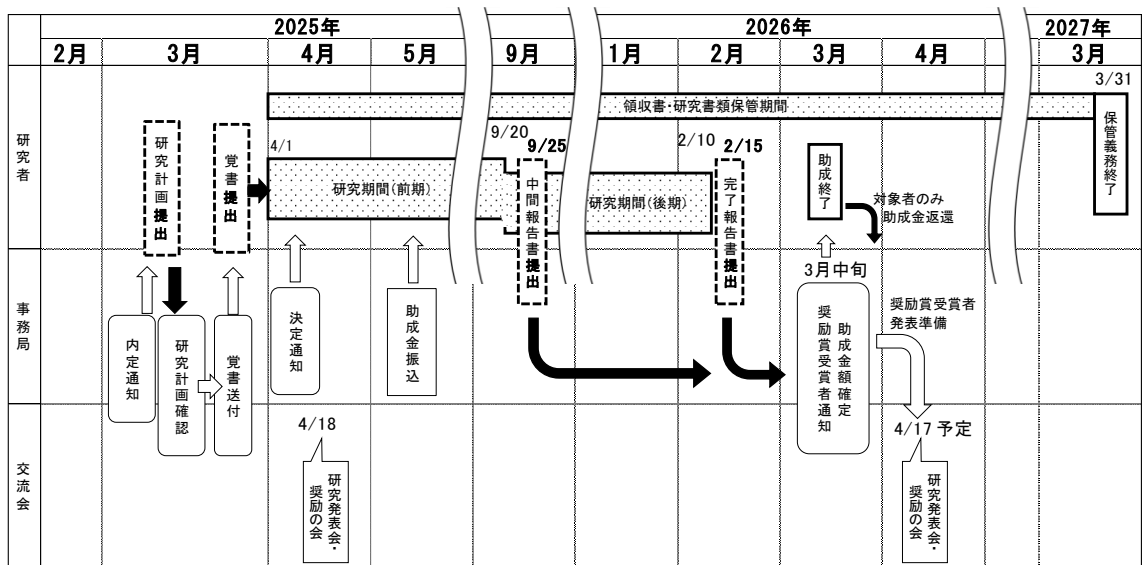 2025年
2026年
2027年
2月
3月
4月
5月
9月
1月
2月
3月
4月
3月
研究者
3/31
領収書・研究書類保管期間
保管義務終了
研究計画提出
覚書提出
4/1
研究期間(前期)
9/20
9/25
中間報告書提出
研究期間(後期)
2/10
2/15
完了報告書提出
助成終了
対象者のみ
助成金返還
事務局
内定通知
研究計画確認
覚書送付
決定通知
助成金振込
3月中旬
助成金額確定
奨励賞受賞者通知
奨励賞受賞者
発表準備
交流会
4/18
研究発表会・
奨励の会
4/17 予定
研究発表会・
奨励の会